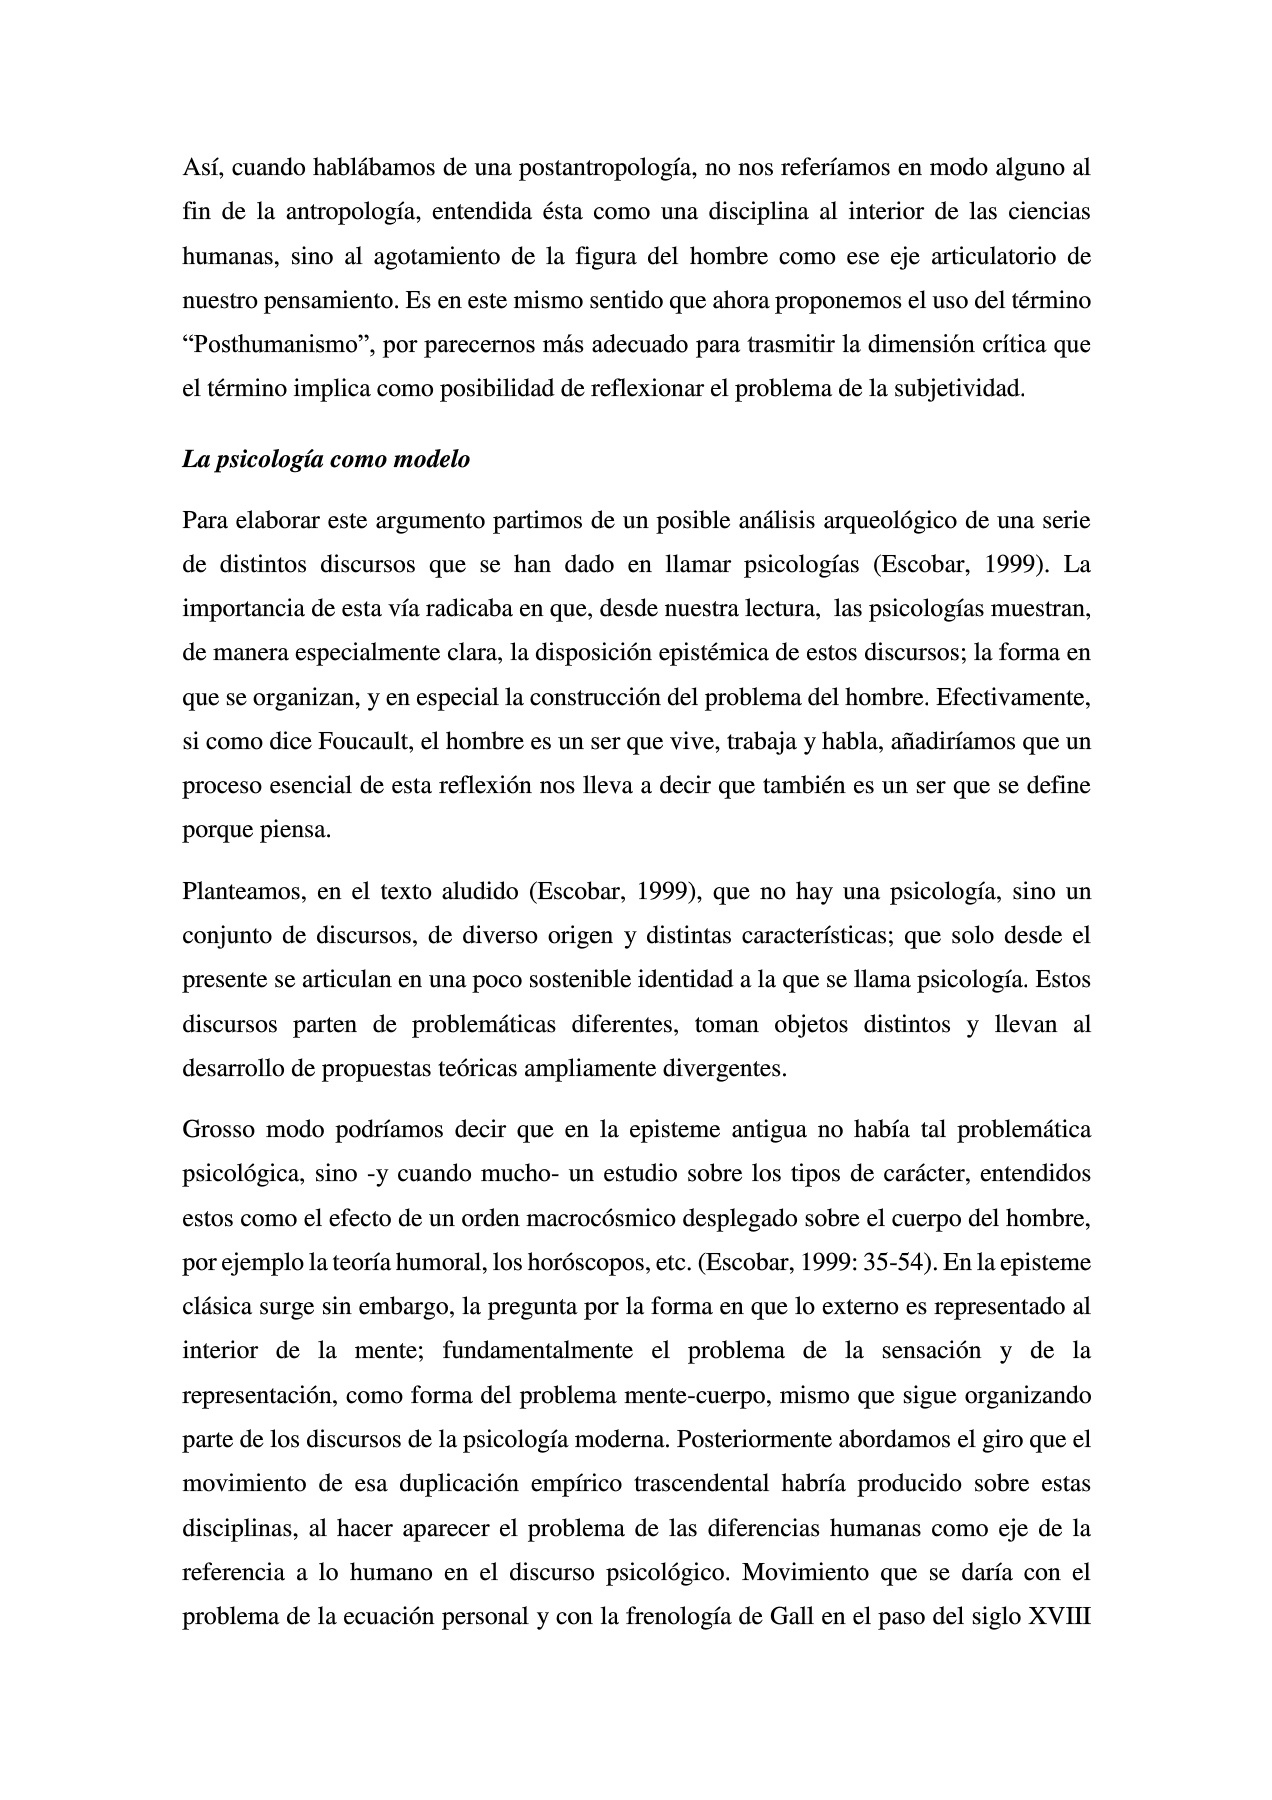 Así, cuando hablábamos de una postantropología, no nos referíamos en modo alguno al
fin de la antropología, entendida ésta como una disciplina al interior de las ciencias
humanas, sino al agotamiento de la figura del hombre como ese eje articulatorio de
nuestro pensamiento. Es en este mismo sentido que ahora proponemos el uso del término
“Posthumanismo”, por parecernos más adecuado para trasmitir la dimensión crítica que
el término implica como posibilidad de reflexionar el problema de la subjetividad.
La psicología como modelo
Para elaborar este argumento partimos de un posible análisis arqueológico de una serie
de distintos discursos que se han dado en llamar psicologías (Escobar, 1999). La
importancia de esta vía radicaba en que, desde nuestra lectura, las psicologías muestran,
de manera especialmente clara, la disposición epistémica de estos discursos; la forma en
que se organizan, y en especial la construcción del problema del hombre. Efectivamente,
si como dice Foucault, el hombre es un ser que vive, trabaja y habla, añadiríamos que un
proceso esencial de esta reflexión nos lleva a decir que también es un ser que se define
porque piensa.
Planteamos, en el texto aludido (Escobar, 1999), que no hay una psicología, sino un
conjunto de discursos, de diverso origen y distintas características; que solo desde el
presente se articulan en una poco sostenible identidad a la que se llama psicología. Estos
discursos parten de problemáticas diferentes, toman objetos distintos y llevan al
desarrollo de propuestas teóricas ampliamente divergentes.
Grosso modo podríamos decir que en la episteme antigua no había tal problemática
psicológica, sino -y cuando mucho- un estudio sobre los tipos de carácter, entendidos
estos como el efecto de un orden macrocósmico desplegado sobre el cuerpo del hombre,
por ejemplo la teoría humoral, los horóscopos, etc. (Escobar, 1999: 35-54). En la episteme
clásica surge sin embargo, la pregunta por la forma en que lo externo es representado al
interior de la mente; fundamentalmente el problema de la sensación y de la
representación, como forma del problema mente-cuerpo, mismo que sigue organizando
parte de los discursos de la psicología moderna. Posteriormente abordamos el giro que el
movimiento de esa duplicación empírico trascendental habría producido sobre estas
disciplinas, al hacer aparecer el problema de las diferencias humanas como eje de la
referencia a lo humano en el discurso psicológico. Movimiento que se daría con el
problema de la ecuación personal y con la frenología de Gall en el paso del siglo XVIII